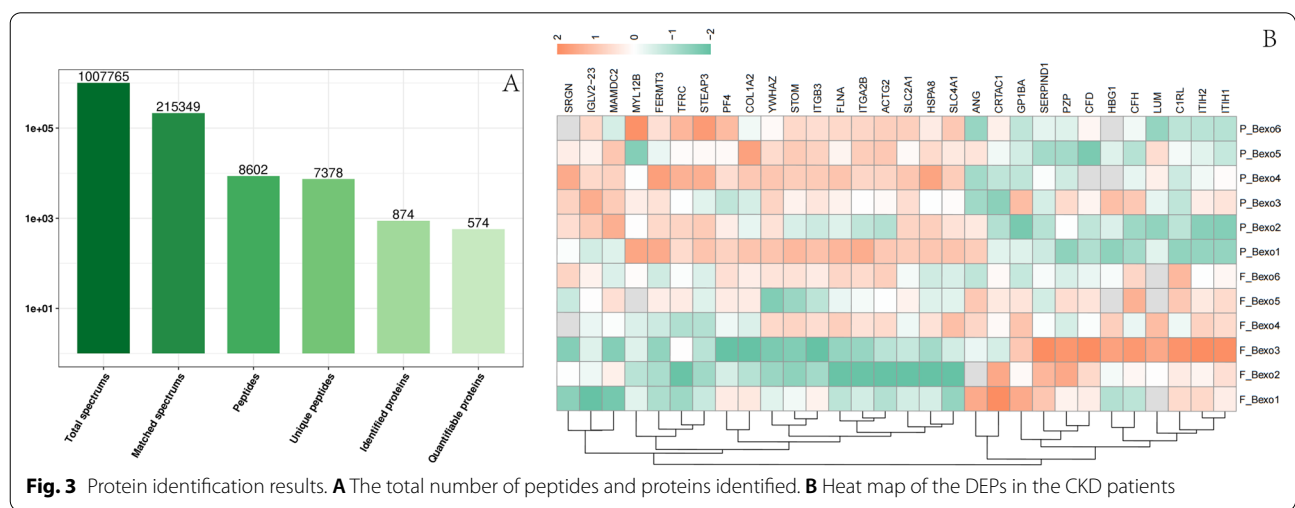 A
1007765
215349
8602
7378
874
574
1e+05
1e+03
1e+01
Total spectrums
Matched spectrums
Peptides
Unique peptides
Identified proteins
Quantifiable proteins
B
2
1
0
-1
-2
SRGN
IGLV2-23
MAMDC2
MYL12B
FERMT3
TFRC
STEAP3
PF4
COL1A2
YWHAZ
STOM
ITGB3
FLNA
ITGA2B
ACTG2
SLC2A1
HSPA8
SLC4A1
ANG
CRTAC1
GP1BA
SERPIND1
PZP
CFD
HBG1
CFH
LUM
C1RL
ITIH2
ITIH1
P_Bexo6
P_Bexo5
P_Bexo4
P_Bexo3
P_Bexo2
P_Bexo1
F_Bexo6
F_Bexo5
F_Bexo4
F_Bexo3
F_Bexo2
F_Bexo1
Fig. 3 Protein identification results. A The total number of peptides and proteins identified. B Heat map of the DEPs in the CKD patients